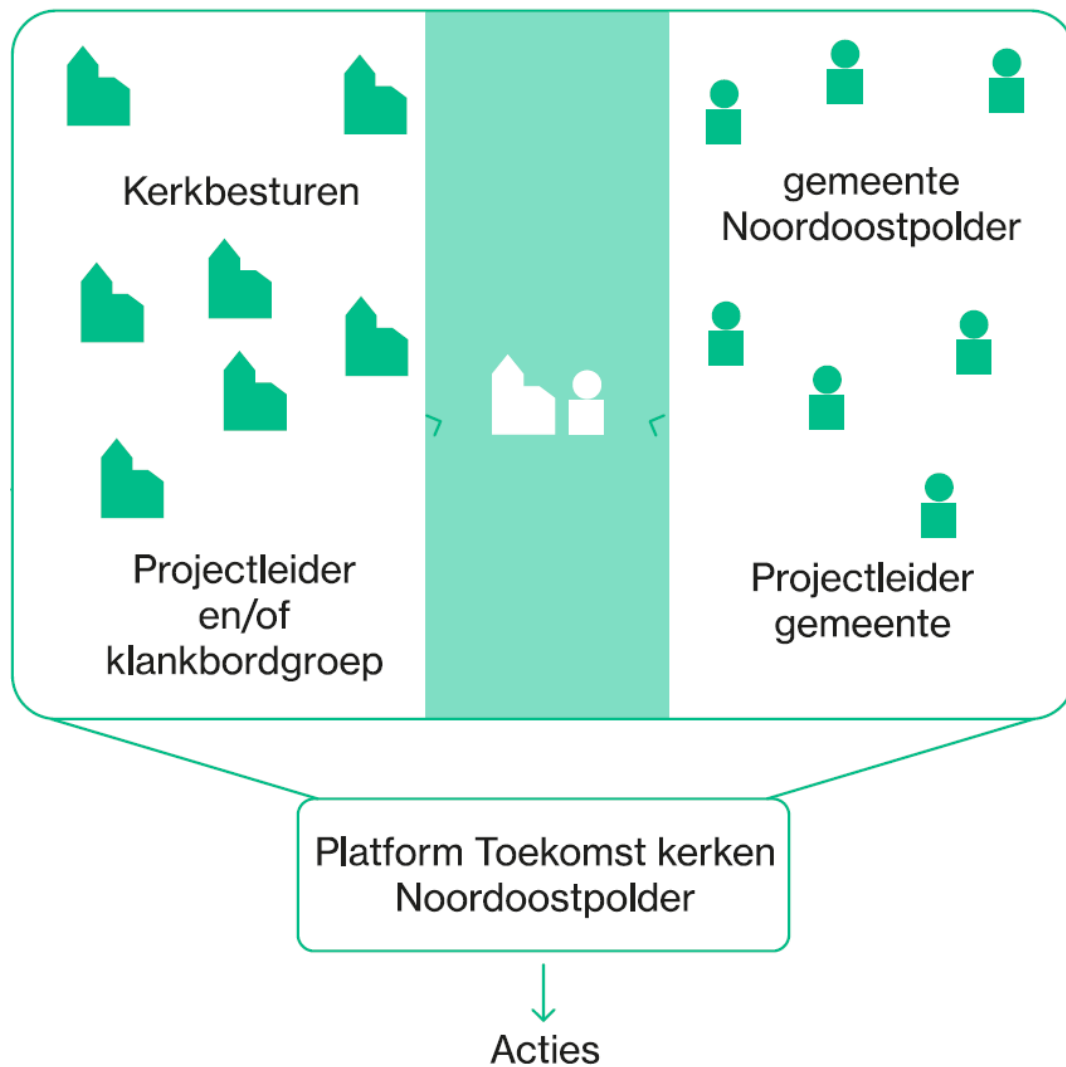 Kerkbesturen
gemeente
Noordoostpolder
Projectleider
en/of
klankbordgroep
Projectleider
gemeente
Platform Toekomst kerken
Noordoostpolder
Acties